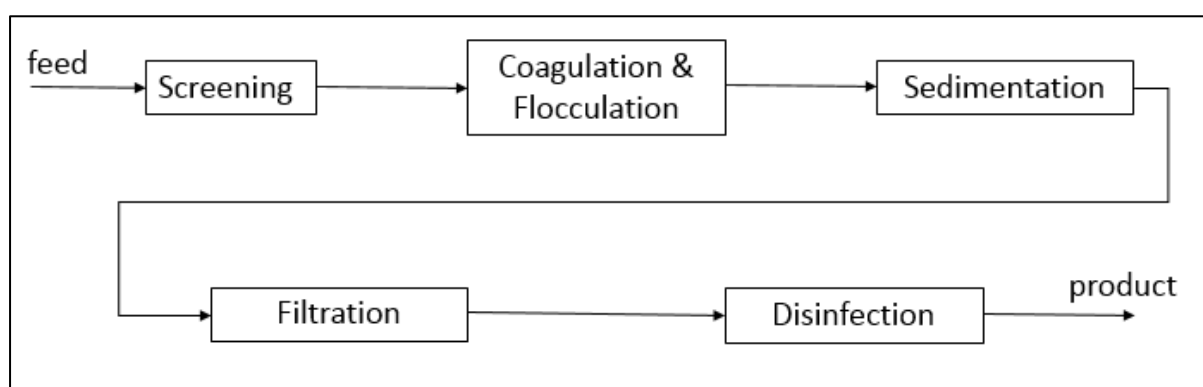 feed
Screening
Coagulation &
Flocculation
Sedimentation
Filtration
Disinfection
product